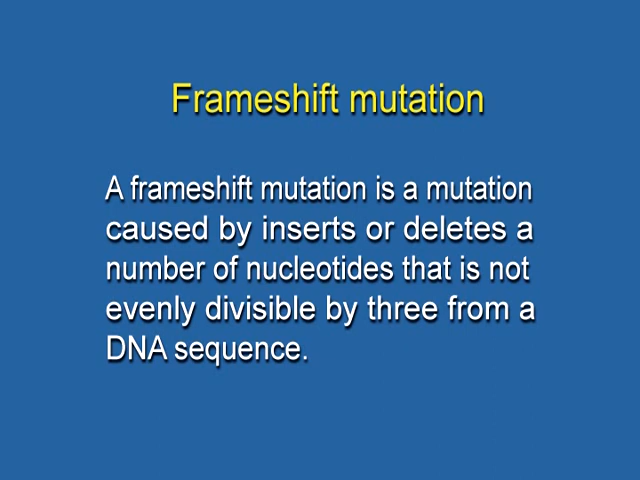 Frameshift mutation
A frameshift mutation is a mutation
caused by inserts or deletes a
number of nucleotides that is not
evenly divisible by three from a
DNA sequence.